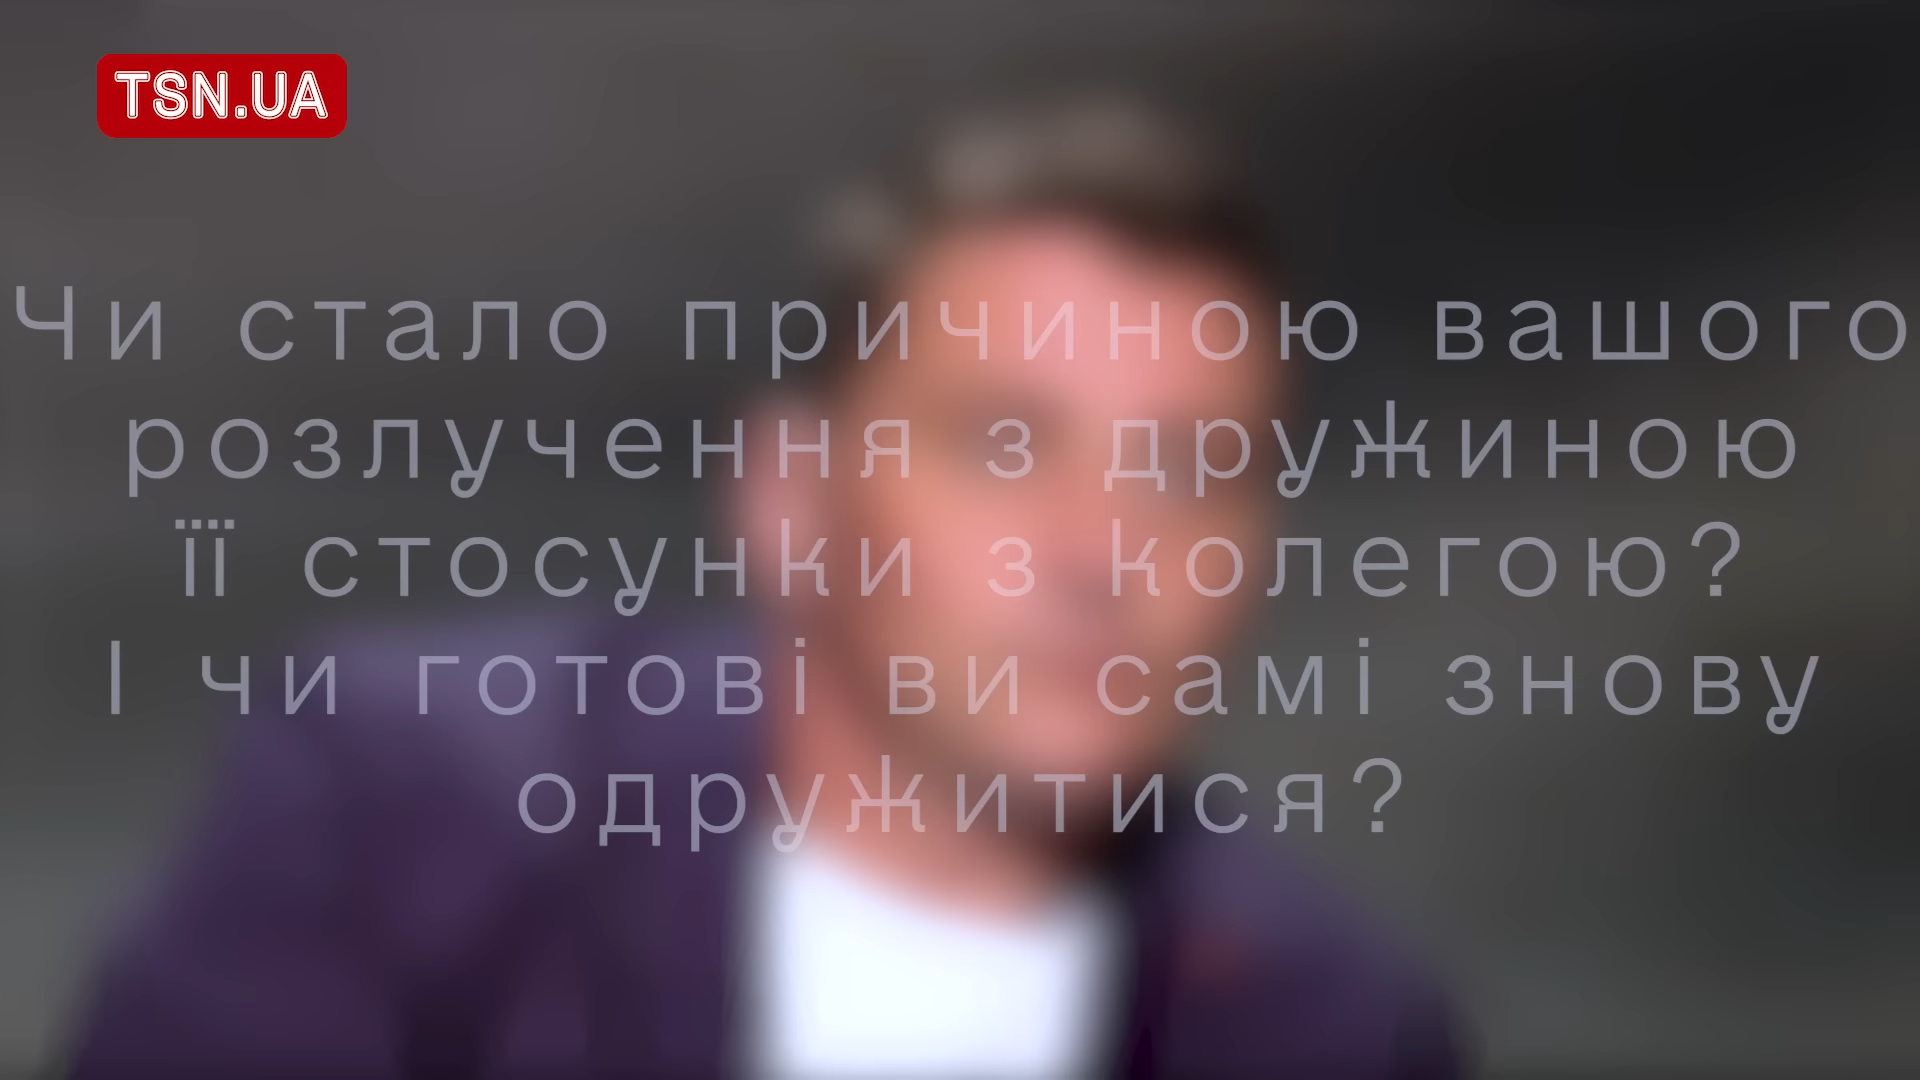 TSN.UA
Чи стало причиною вашого
розлучення з дружиною
її стосунки з колегою?
І чи готові ви самі знову
одружитися?